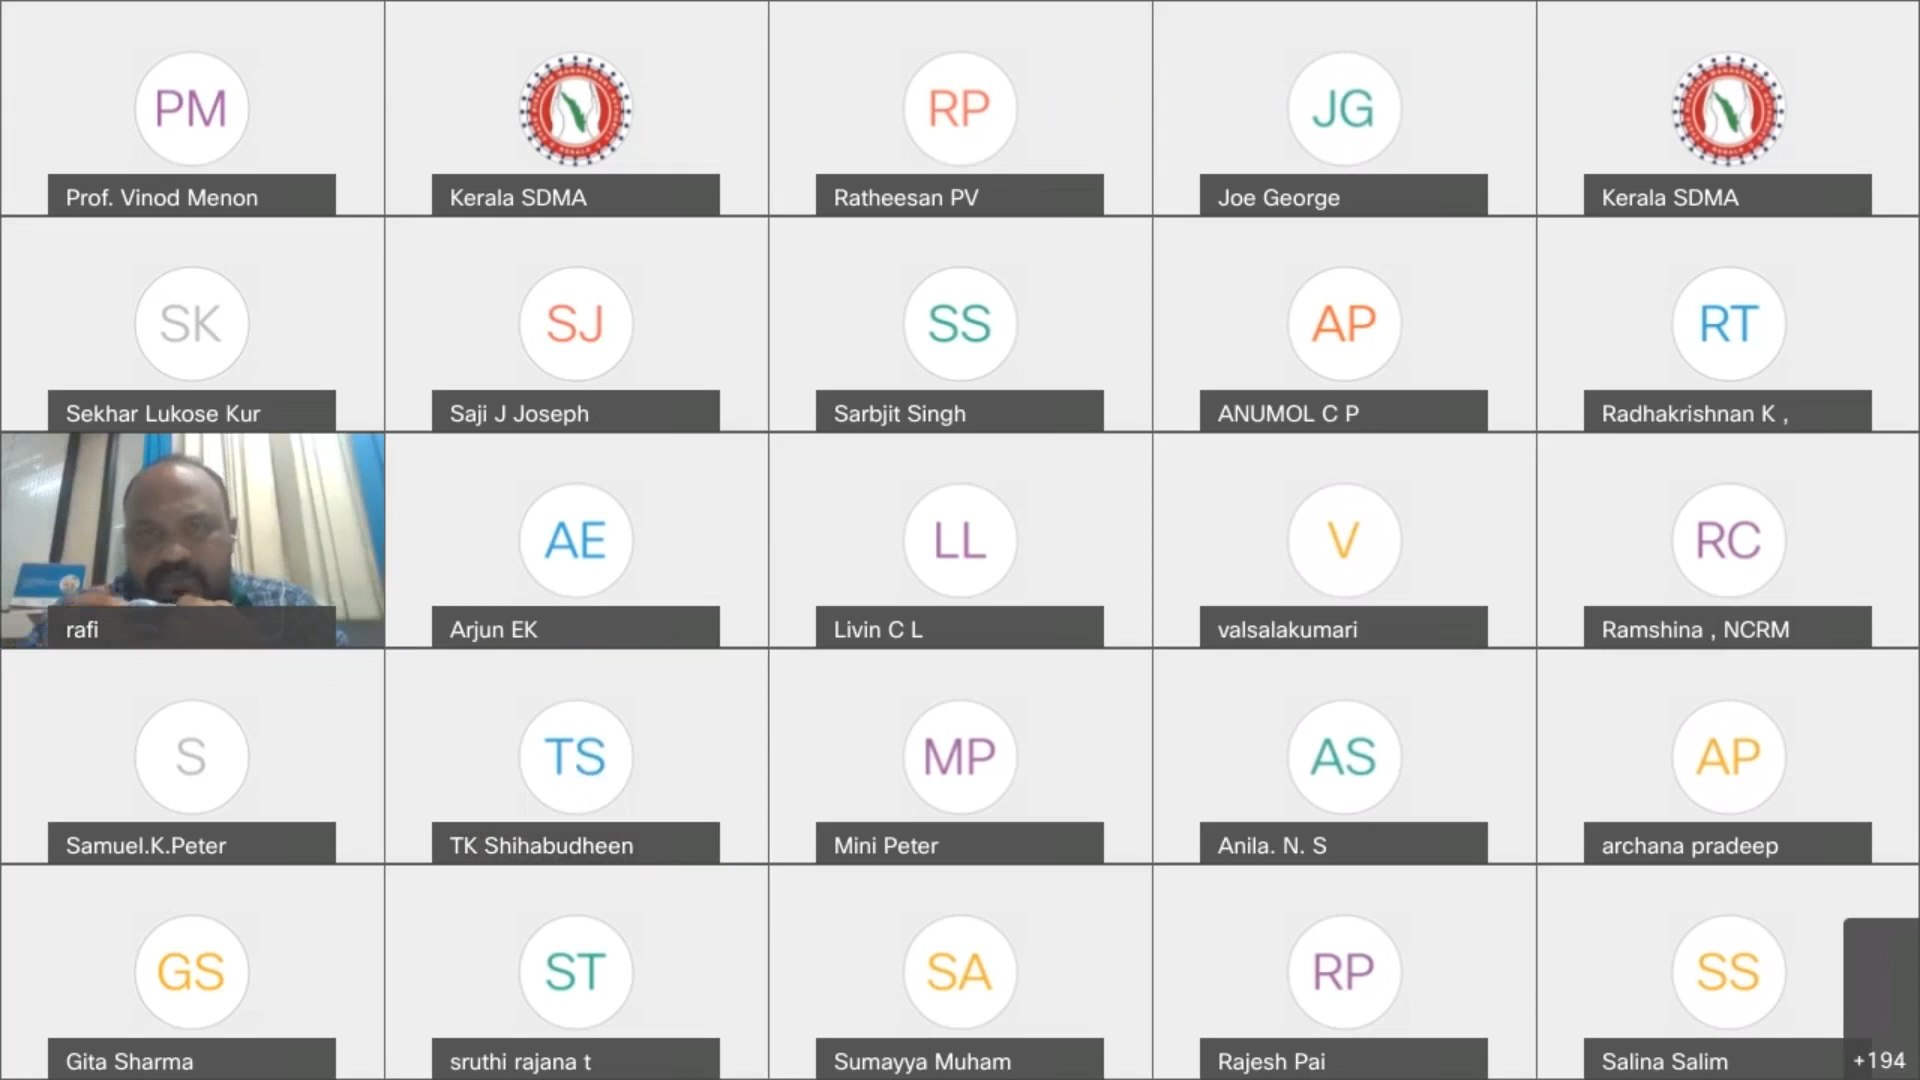 PM
Prof. Vinod Menon
Kerala SDMA
RP
Ratheesan PV
JG
Joe George
Kerala SDMA
SK
Sekhar Lukose Kur
SJ
Saji J Joseph
SS
Sarbjit Singh
AP
ANUMOL C P
RT
Radhakrishnan K ,
rafi
AE
Arjun EK
LL
Livin C L
V
valsalakumari
RC
Ramshina , NCRM
S
Samuel.K.Peter
TS
TK Shihabudheen
MP
Mini Peter
AS
Anila. N. S
AP
archana pradeep
GS
Gita Sharma
ST
sruthi rajana t
SA
Sumayya Muham
RP
Rajesh Pai
SS
Salina Salim
+194